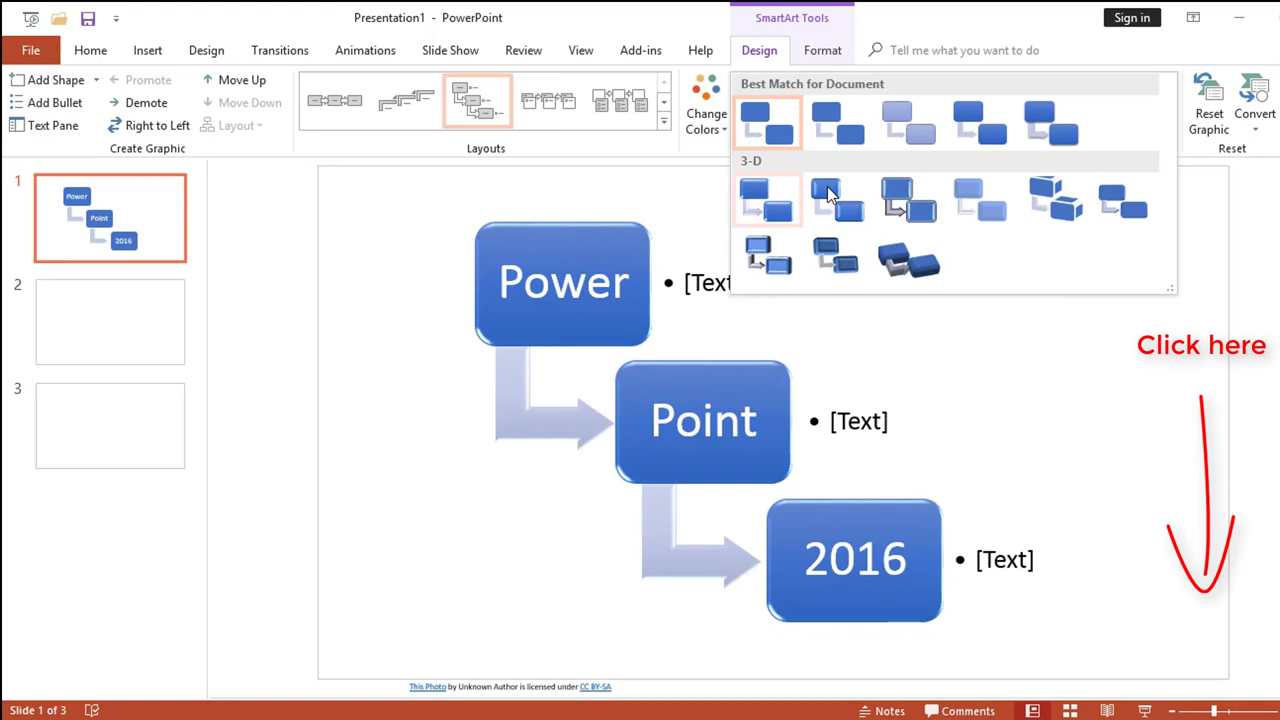 Presentation1 - PowerPoint
SmartArt Tools
Sign in
File
Home
Insert
Design
Transitions
Animations
Slide Show
Review
View
Add-ins
Help
Design
Format
Tell me what you want to do
Add Shape
Promote
Move Up
Add Bullet
Demote
Move Down
Text Pane
Right to Left
Layout
Create Graphic
Layouts
Change
Colors
Best Match for Document
3-D
Reset
Graphic
Convert
Reset
1
Power
Point
2016
2
3
Power
[Text
Point
[Text]
2016
[Text]
Click here
This Photo by Unknown Author is licensed under CC BY-SA
Slide 1 of 3
Notes
Comments